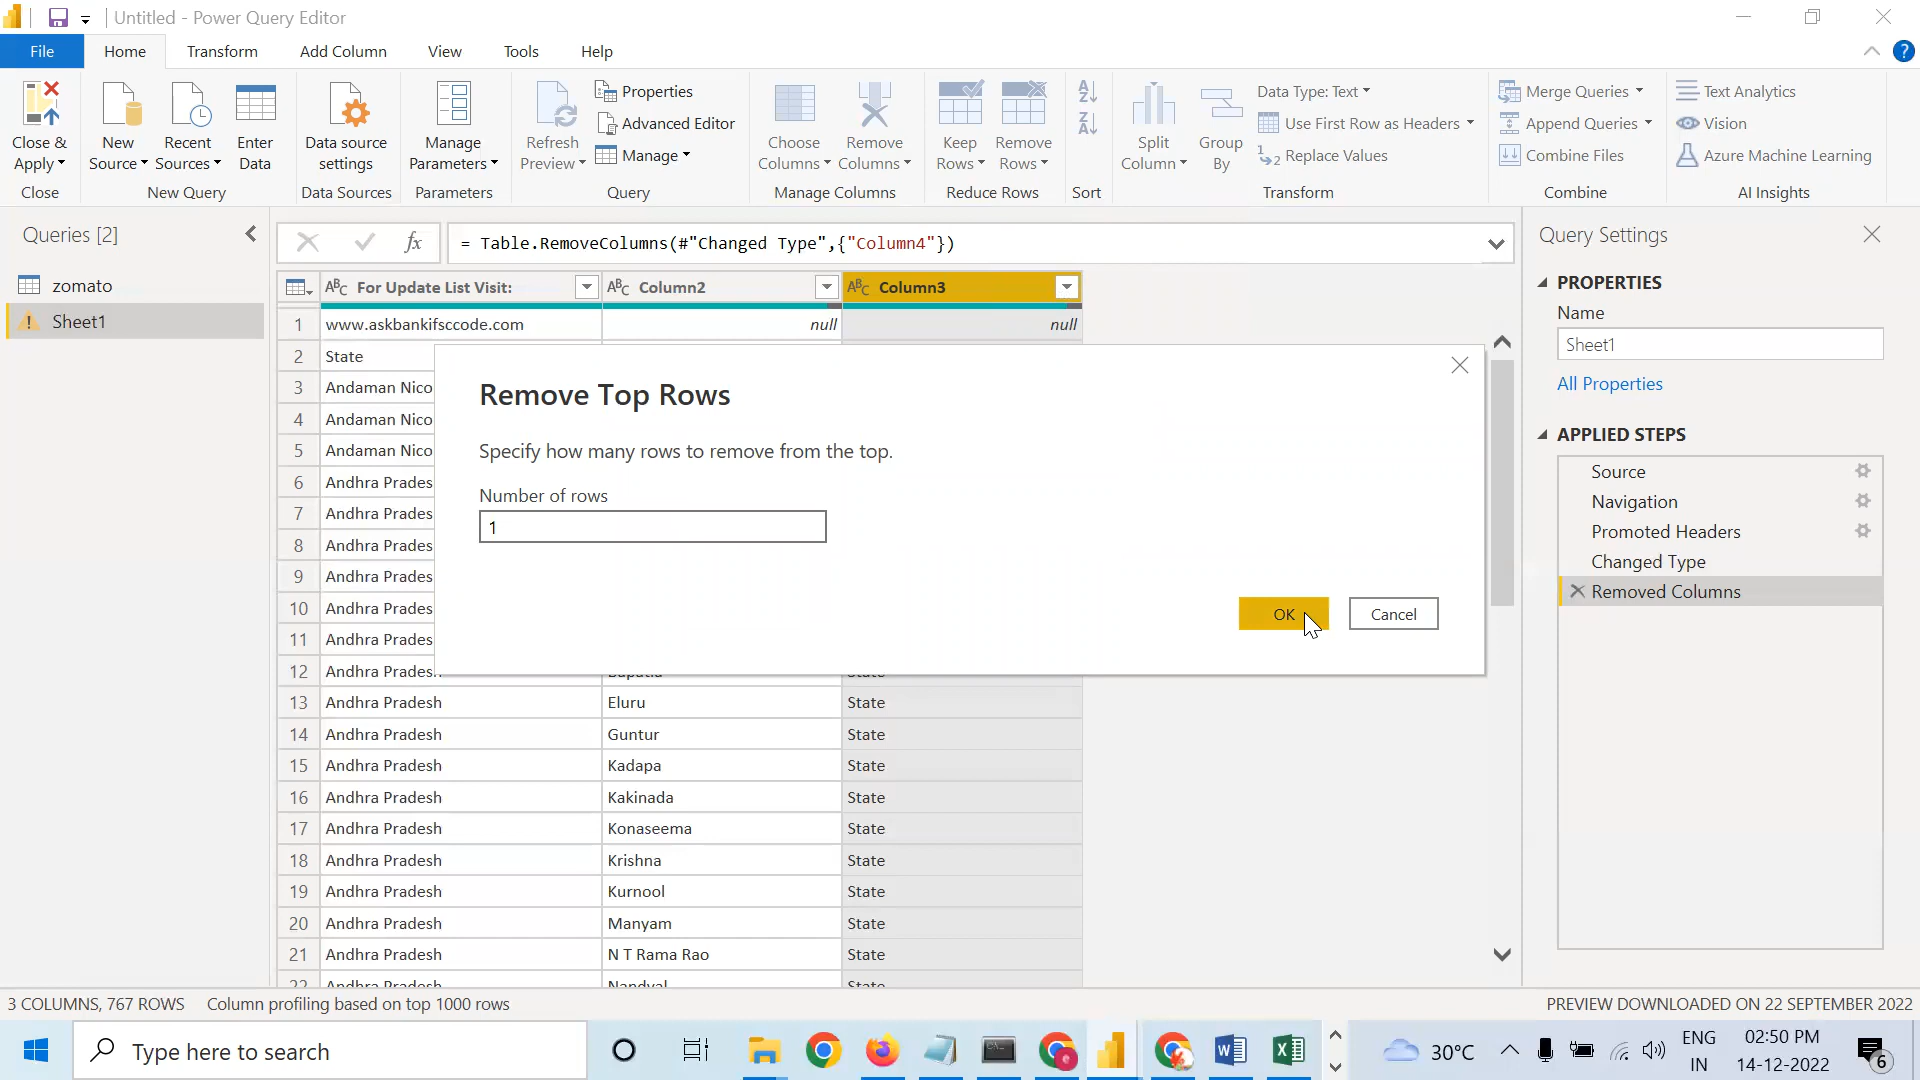 Untitled - Power Query Editor
File Home Transform Add Column View Tools Help
Close & Apply
New Source
Recent Sources
Enter Data
Data source settings
Manage Parameters
Refresh Preview
Properties
Advanced Editor
Manage
Choose Columns
Remove Columns
Keep Rows
Remove Rows
Split Column
Group By
Data Type: Text
Use First Row as Headers
Replace Values
Merge Queries
Append Queries
Combine Files
Text Analytics
Vision
Azure Machine Learning
Close New Query Data Sources Parameters Query Manage Columns Reduce Rows Sort Transform Combine AI Insights
Queries [2]
zomato
Sheet1
fx = Table.RemoveColumns(#"Changed Type",{"Column4"})
ABC For Update List Visit: ABC Column2 ABC Column3
1 www.askbankifsccode.com null null
2 State
3 Andaman Nico
4 Andaman Nico
5 Andaman Nico
6 Andhra Prades
7 Andhra Prades
8 Andhra Prades
9 Andhra Prades
10 Andhra Prades
11 Andhra Prades
12 Andhra Prades
13 Andhra Pradesh Eluru State
14 Andhra Pradesh Guntur State
15 Andhra Pradesh Kadapa State
16 Andhra Pradesh Kakinada State
17 Andhra Pradesh Konaseema State
18 Andhra Pradesh Krishna State
19 Andhra Pradesh Kurnool State
20 Andhra Pradesh Manyam State
21 Andhra Pradesh N T Rama Rao State
Remove Top Rows
Specify how many rows to remove from the top.
Number of rows
1
OK Cancel
Query Settings
PROPERTIES
Name
Sheet1
All Properties
APPLIED STEPS
Source
Navigation
Promoted Headers
Changed Type
Removed Columns
3 COLUMNS, 767 ROWS Column profiling based on top 1000 rows PREVIEW DOWNLOADED ON 22 SEPTEMBER 2022
Type here to search
30°C
ENG
IN
02:50 PM
14-12-2022
6